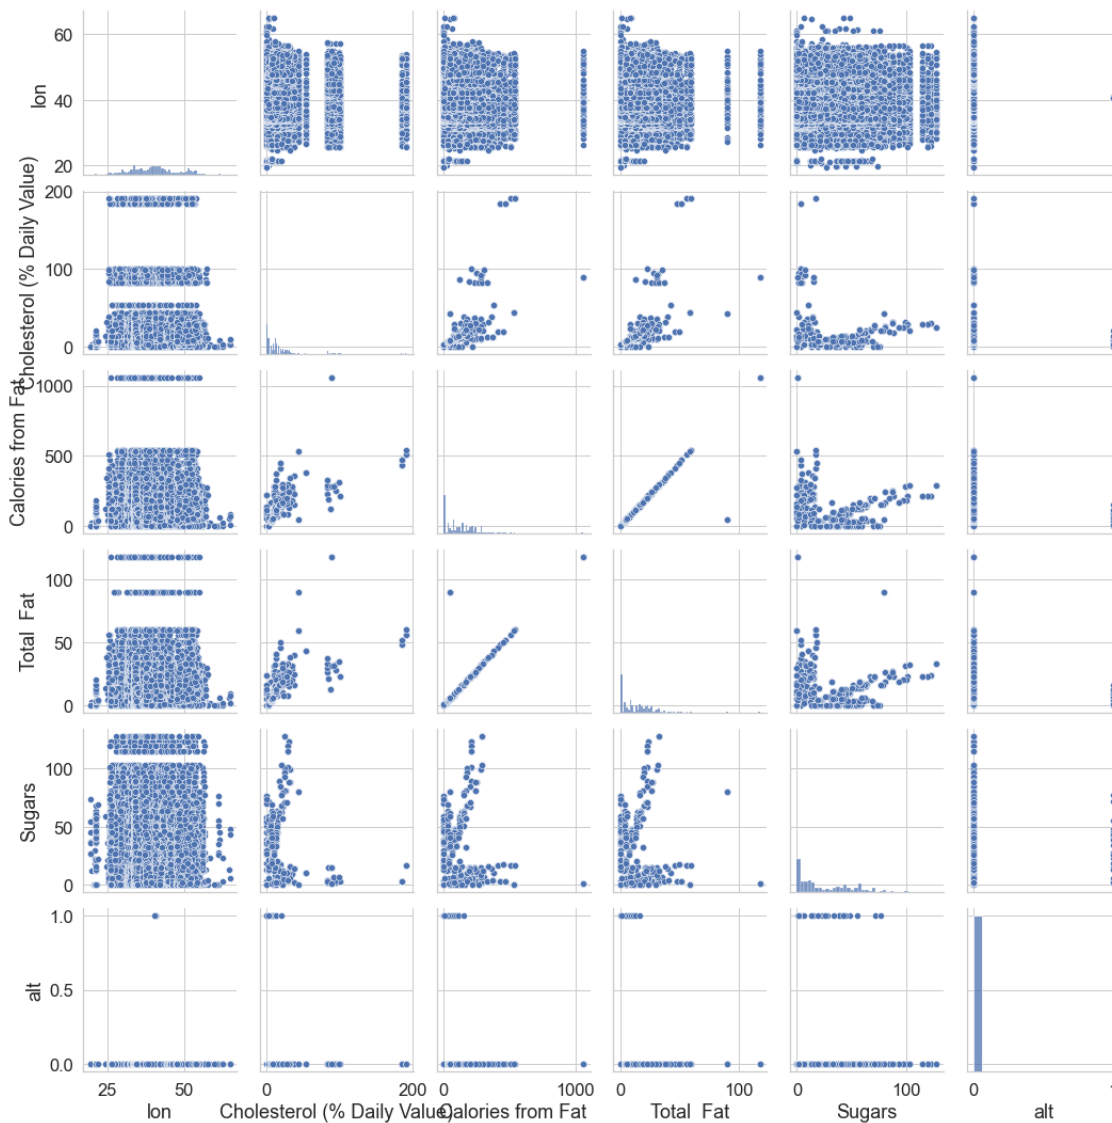 60
lon
40
20
200
Cholesterol (% Daily Value)
100
0
1000
Calories from Fat
500
0
100
Total  Fat
50
0
100
Sugars
50
0
1.0
alt
0.5
0.0
25 50 0 200 0 1000 0 100 0 100 0
lon Cholesterol (% Daily Value) Calories from Fat Total  Fat Sugars alt